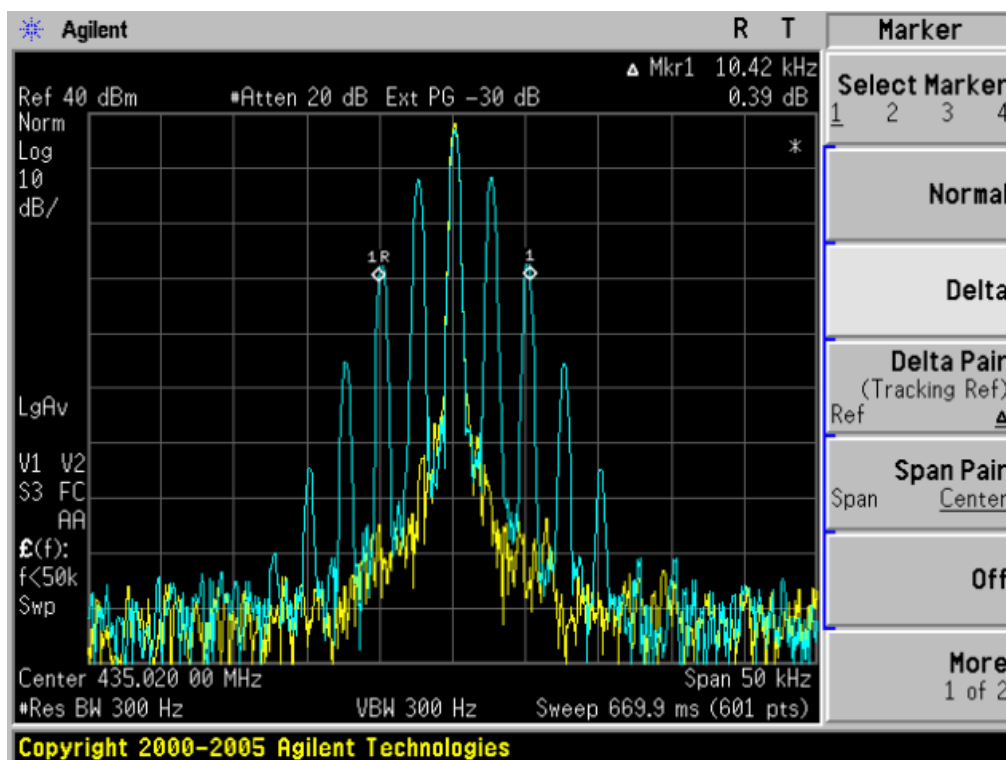 Agilent R T
Δ Mkr1 10.42 kHz
Ref 40 dBm #Atten 20 dB Ext PG -30 dB 0.39 dB
Norm
Log
10
dB/
1R
1
*
LgAv
V1 V2
S3 FC
AA
£(f):
f<50k
Swp
Center 435.020 00 MHz Span 50 kHz
#Res BW 300 Hz VBW 300 Hz Sweep 669.9 ms (601 pts)
Copyright 2000-2005 Agilent Technologies
Marker
Select Marker
1 2 3 4
Normal
Delta
Delta Pair
(Tracking Ref)
Ref Δ
Span Pair
Span Center
Off
More
1 of 2